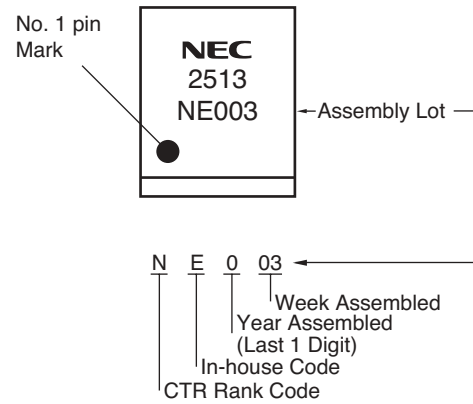 No. 1 pin
Mark
NEC
2513
NE003
Assembly Lot
N E 0 03
Week Assembled
Year Assembled
(Last 1 Digit)
In-house Code
CTR Rank Code